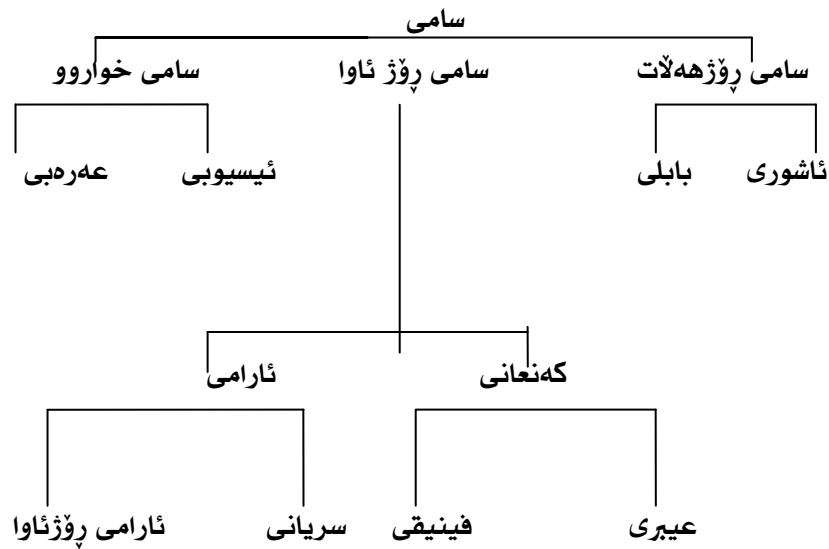 سامی
سامی ڕۆژهەڵات سامی ڕۆژ ئاوا سامی خواروو
ئاشوری بابلی ئیسیوبی عەرەبی
کەنعانی ئارامی
عیبری فینیقی سریانی ئارامی ڕۆژئاوا